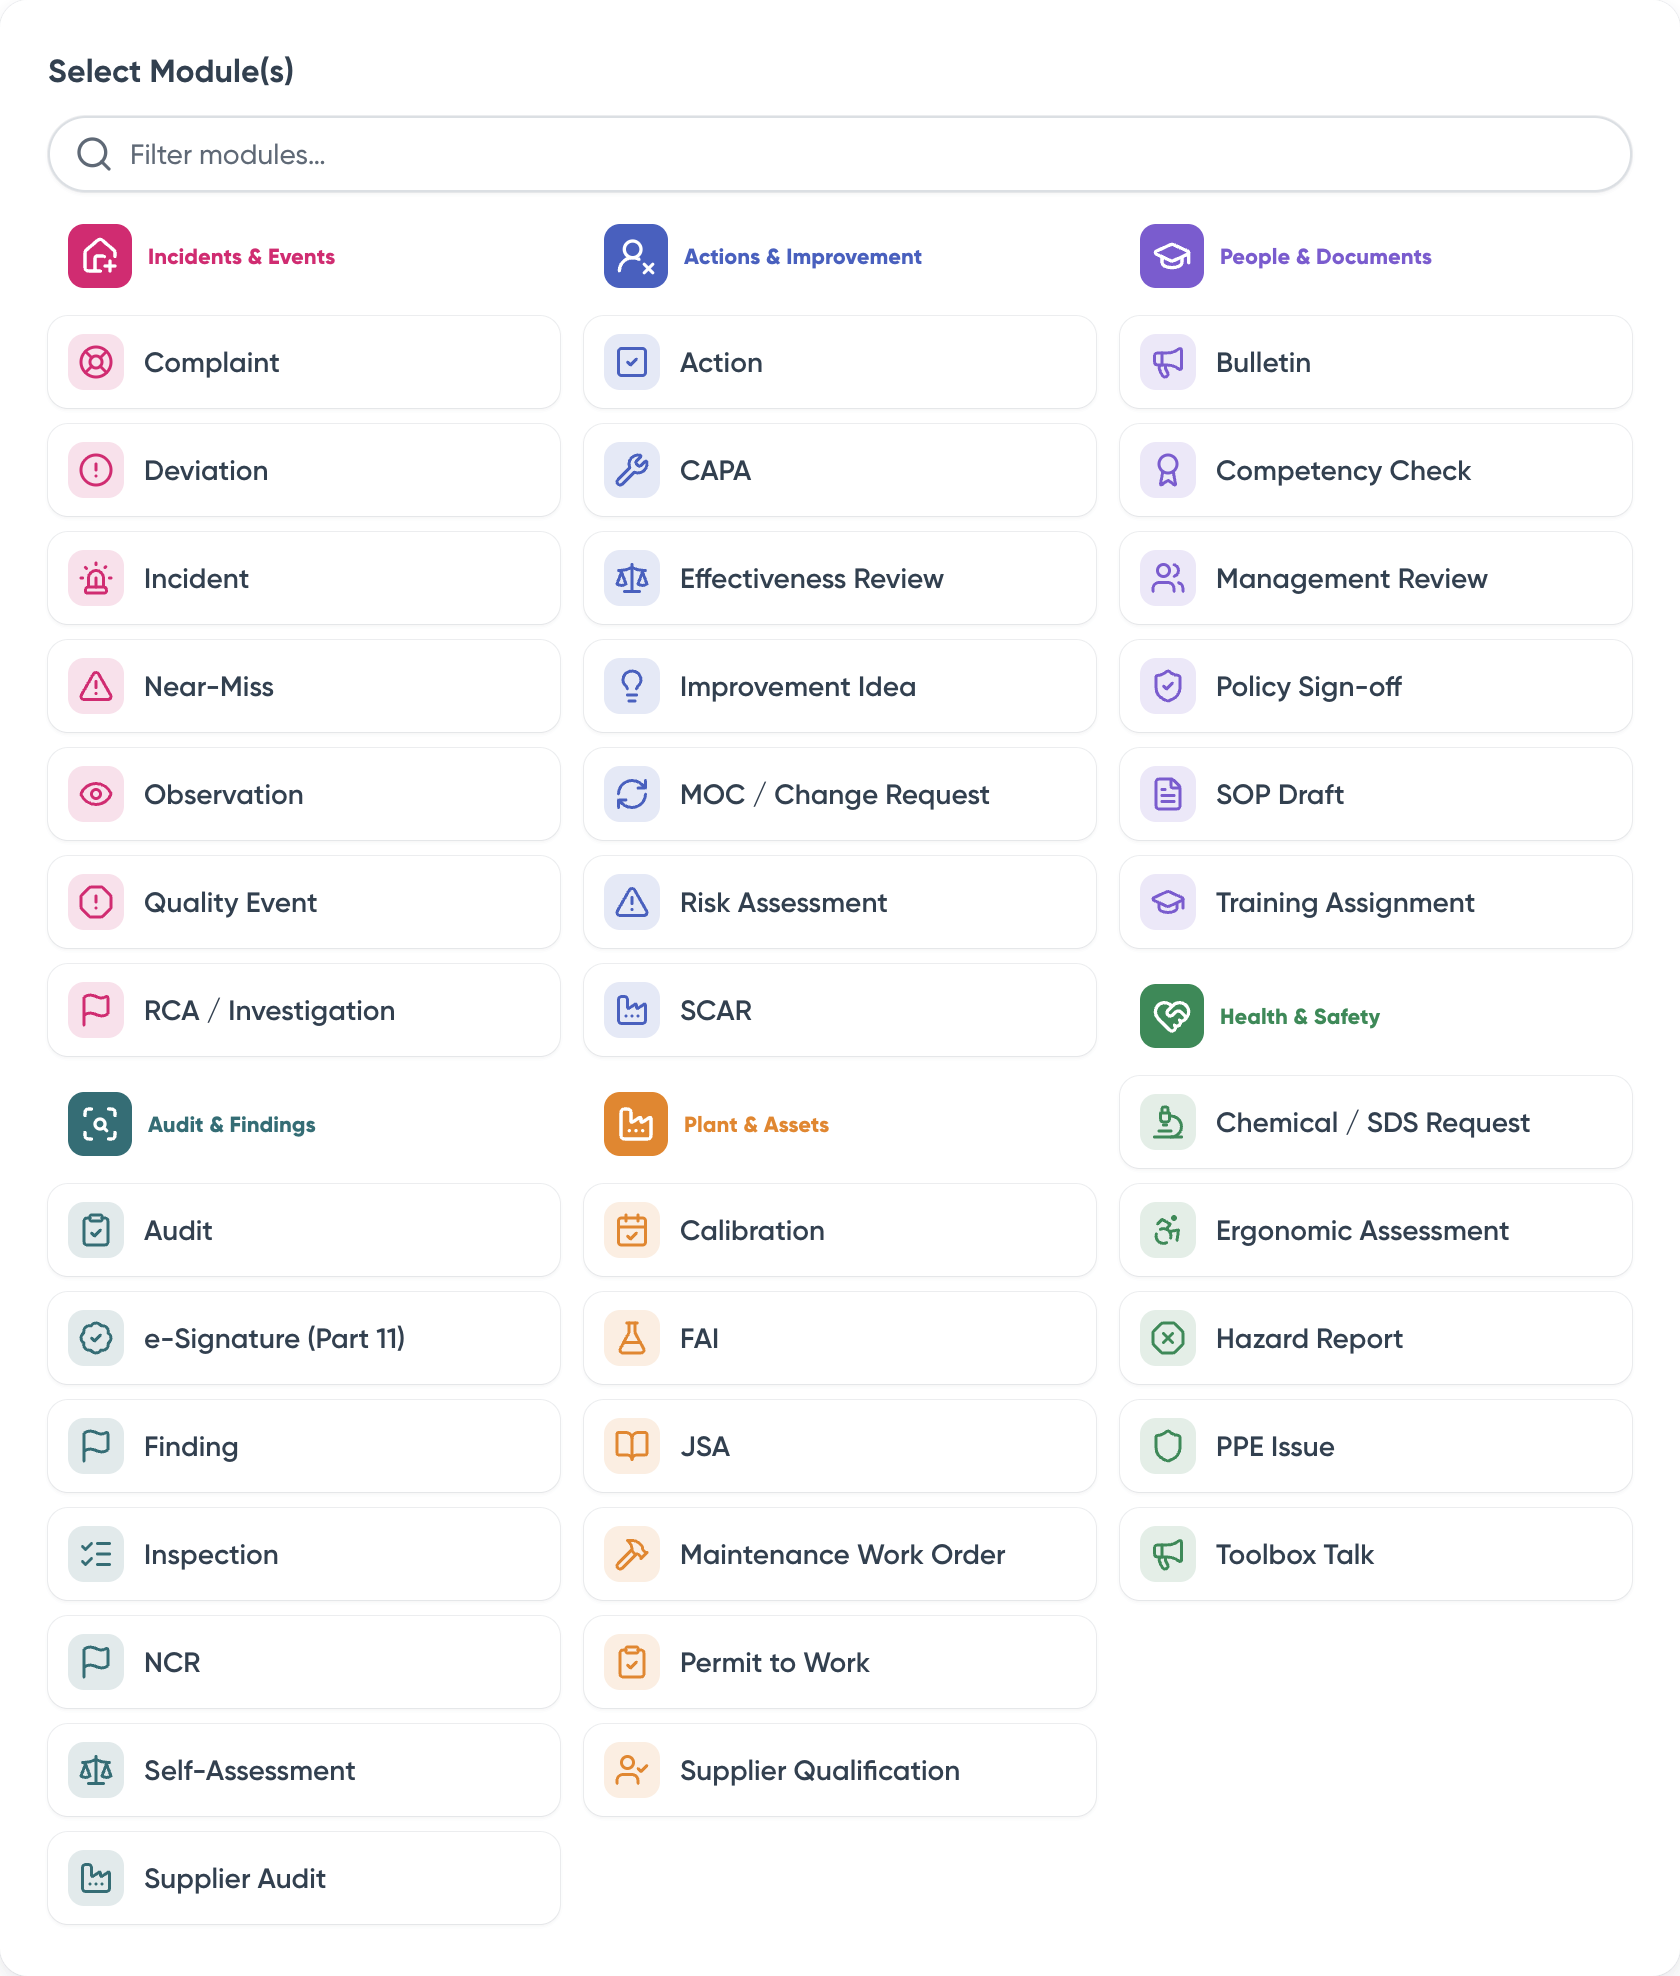 Select Module(s)
Filter modules...
Incidents & Events
Complaint
Deviation
Incident
Near-Miss
Observation
Quality Event
RCA / Investigation
Audit & Findings
Audit
e-Signature (Part 11)
Finding
Inspection
NCR
Self-Assessment
Supplier Audit
Actions & Improvement
Action
CAPA
Effectiveness Review
Improvement Idea
MOC / Change Request
Risk Assessment
SCAR
Plant & Assets
Calibration
FAI
JSA
Maintenance Work Order
Permit to Work
Supplier Qualification
People & Documents
Bulletin
Competency Check
Management Review
Policy Sign-off
SOP Draft
Training Assignment
Health & Safety
Chemical / SDS Request
Ergonomic Assessment
Hazard Report
PPE Issue
Toolbox Talk